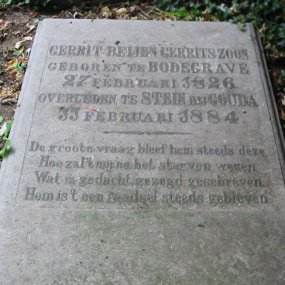 GERRIT REIJEN GERRITSZOON
GEBOREN TE BODEGRAVE
27 FEBRUARI 1826
OVERLEDEN TE STEIN BIJ GOUDA
FEBRUARI 1884
De groote vraag bleef hem steeds deze
Hoe zal't mij na het sterven wezen
Wat is gedacht gezegd geschreven
Hem is't een raadsel steeds gebleven